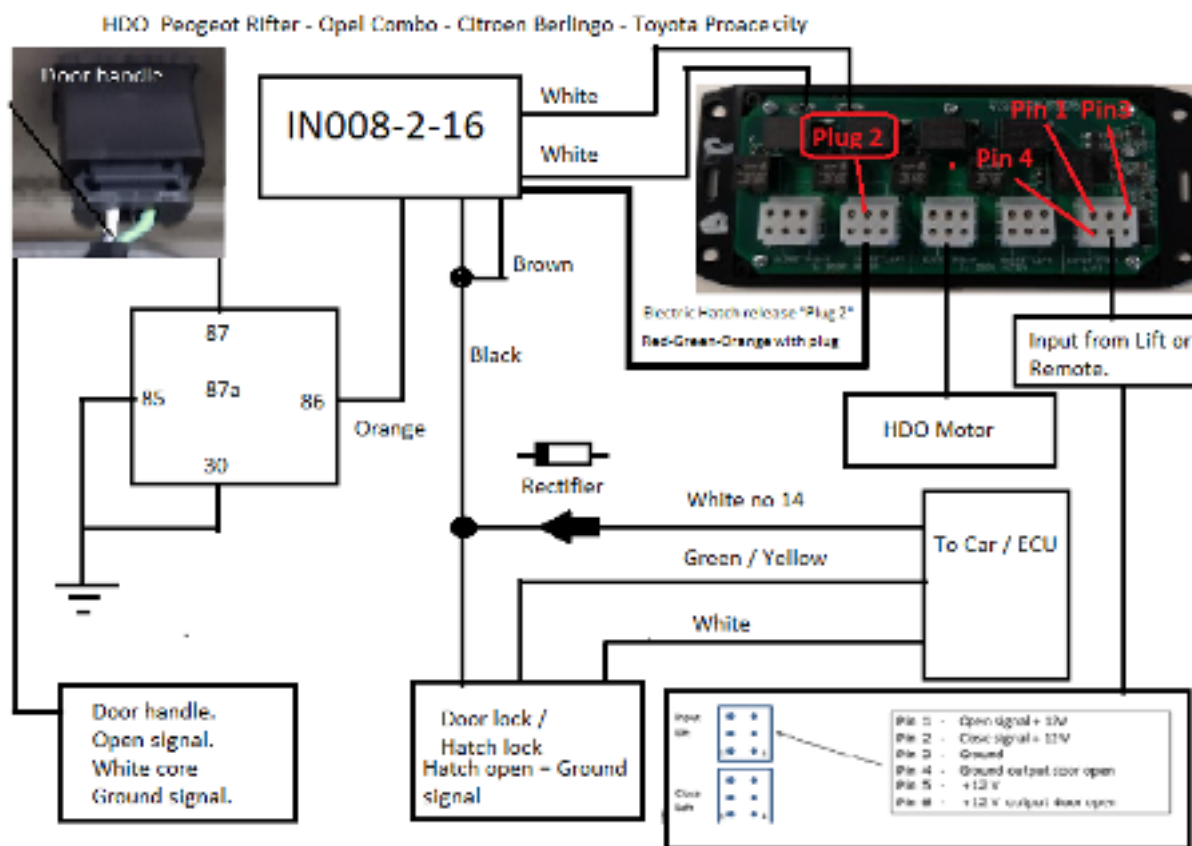 HDO Peogeot Rifter - Opel Combo - Citroen Berlingo - Toyota Proace city
Door handle
IN008-2-16
White
White
Plug 2
Pin 1 Pin3
Pin 4
Brown
Electric Hatch release "Plug 2"
Red-Green-Orange with plug
Black
Input from Lift or
Remote.
87
87a
85
86
30
Orange
HDO Motor
Rectifier
White no 14
To Car / ECU
Green / Yellow
White
Door handle.
Open signal.
White core
Ground signal.
Door lock /
Hatch lock
Hatch open – Ground
signal
Input
Close
Pin 1 - Open signal + 12V
Pin 2 - Close signal + 12V
Pin 3 - Ground
Pin 4 - Ground output door open
Pin 5 - +12 V
Pin 6 - +12 V output door open